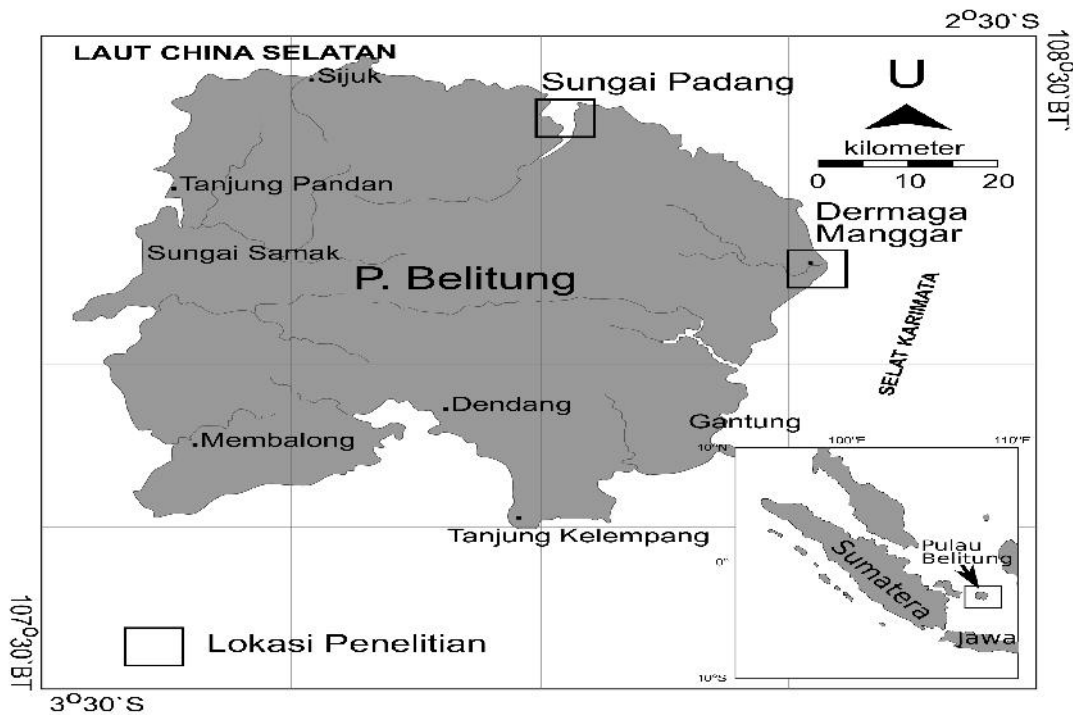 2°30`S
108°30`BT`
LAUT CHINA SELATAN
Sijuk
Sungai Padang
U
kilometer
0 10 20
Tanjung Pandan
Dermaga
Manggar
Sungai Samak
P. Belitung
SELAT KARIMATA
Dendang
Gantung
Membalong
Tanjung Kelempang
100°E
110°E
10°N
0°
10°S
Pulau
Belitung
Sumatera
Jawa
Lokasi Penelitian
107°30`BT
3°30`S